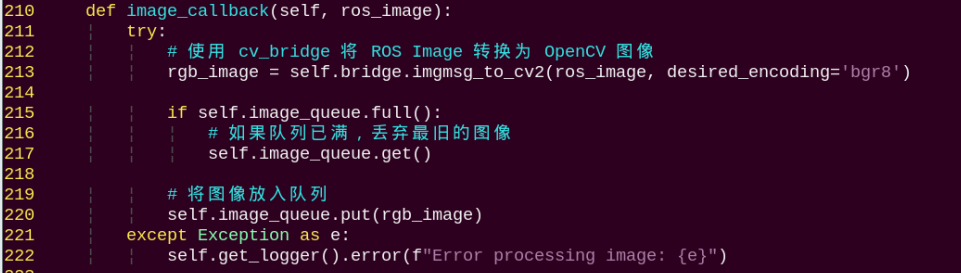 210     def image_callback(self, ros_image):
211         try:
212             # 使用 cv_bridge 将 ROS Image 转换为 OpenCV 图像
213             rgb_image = self.bridge.imgmsg_to_cv2(ros_image, desired_encoding='bgr8')
214
215             if self.image_queue.full():
216                 # 如果队列已满，丢弃最旧的图像
217                 self.image_queue.get()
218
219             # 将图像放入队列
220             self.image_queue.put(rgb_image)
221         except Exception as e:
222             self.get_logger().error(f"Error processing image: {e}")